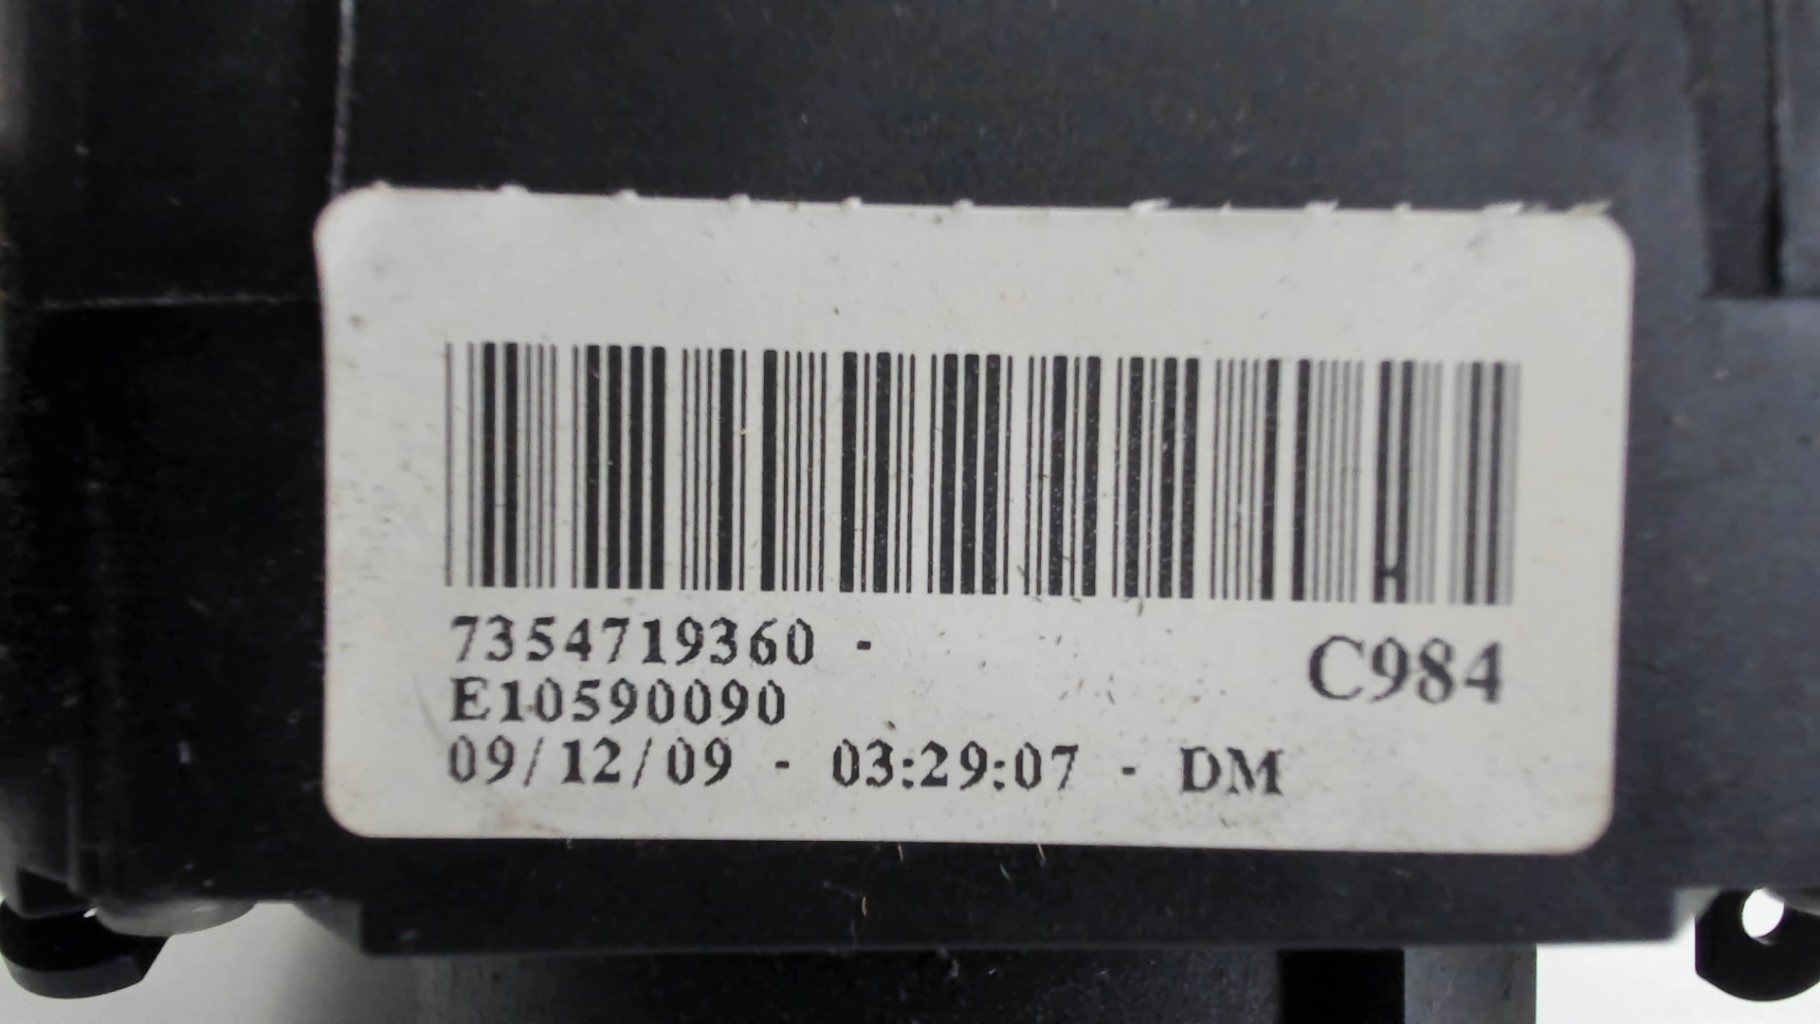 7354719360 -
C984
E10590090
09/12/09 - 03:29:07 - DM